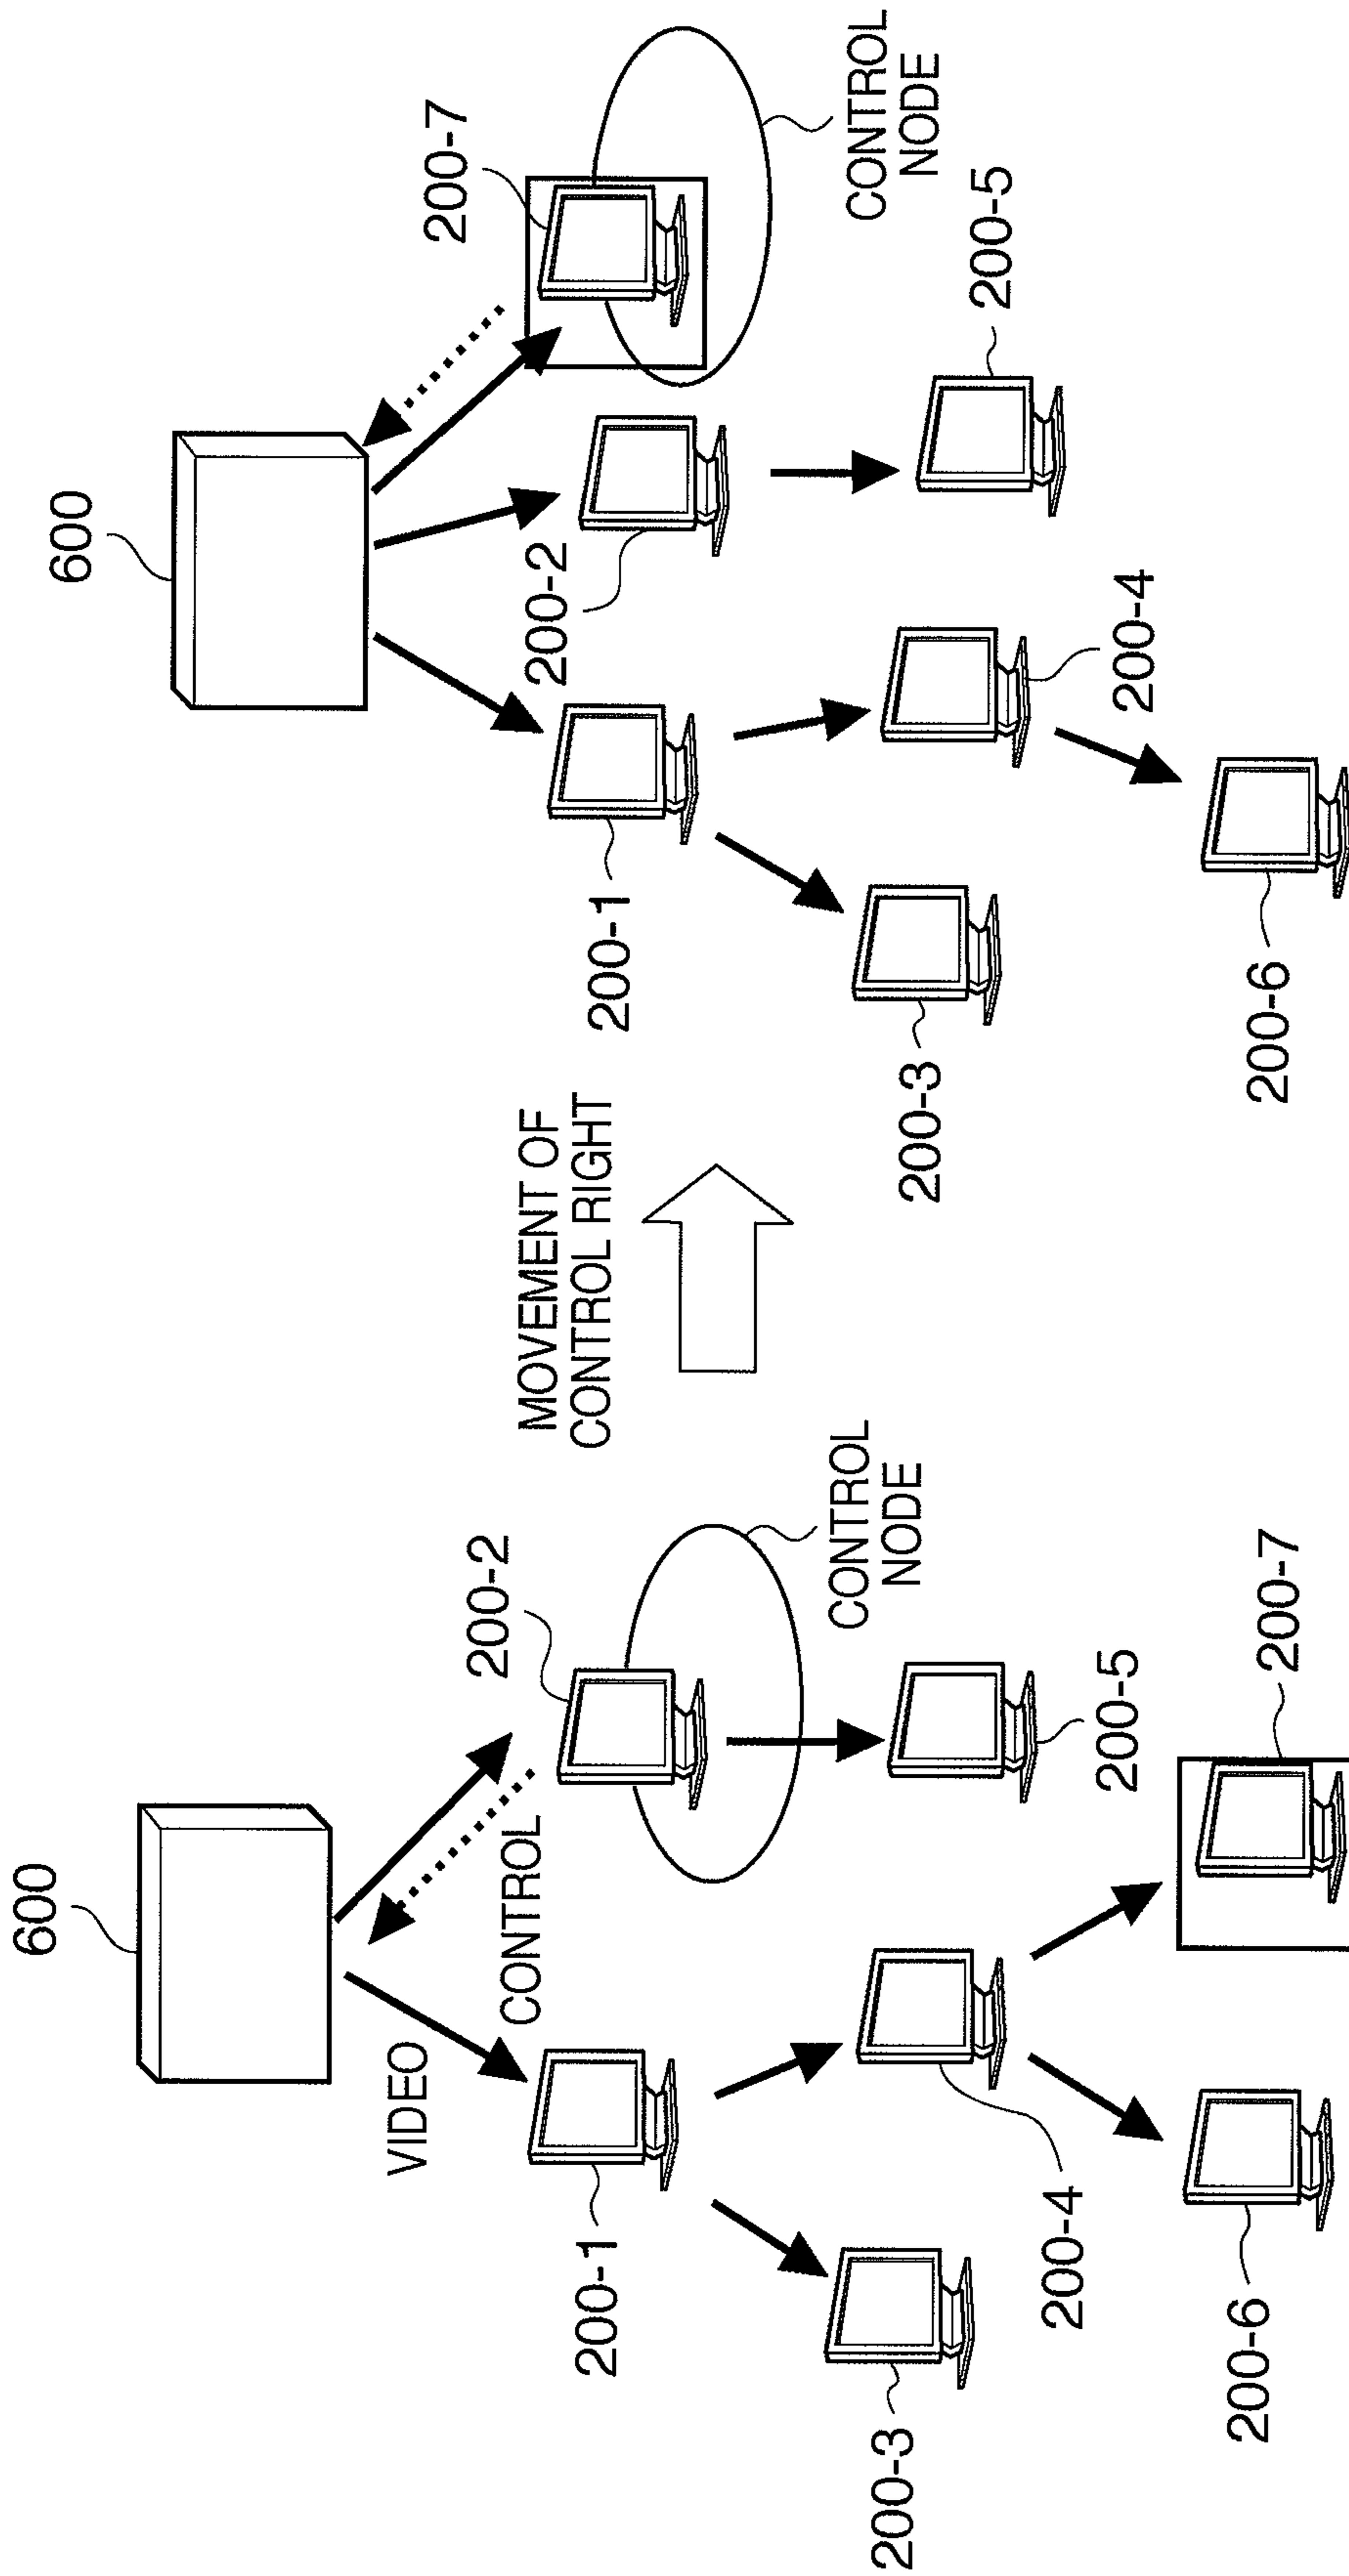 600
VIDEO
CONTROL
200-2
200-1
CONTROL
NODE
200-3
200-4
200-5
200-6
200-7
MOVEMENT OF
CONTROL RIGHT
600
200-7
200-2
200-1
CONTROL
NODE
200-3
200-4
200-5
200-6